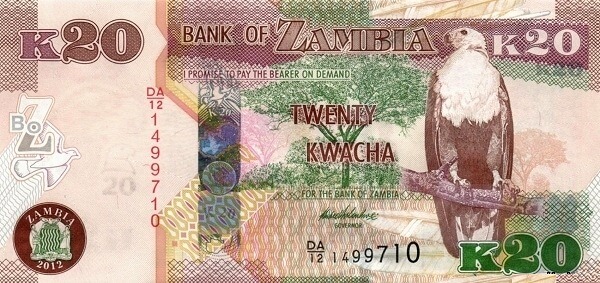 K20
BANK OF ZAMBIA
K20
I PROMISE TO PAY THE BEARER ON DEMAND
DA/12 1499710
BoZ
TWENTY
KWACHA
20
FOR THE BANK OF ZAMBIA
GOVERNOR
ZAMBIA
2012
DA/12 1499710
K20